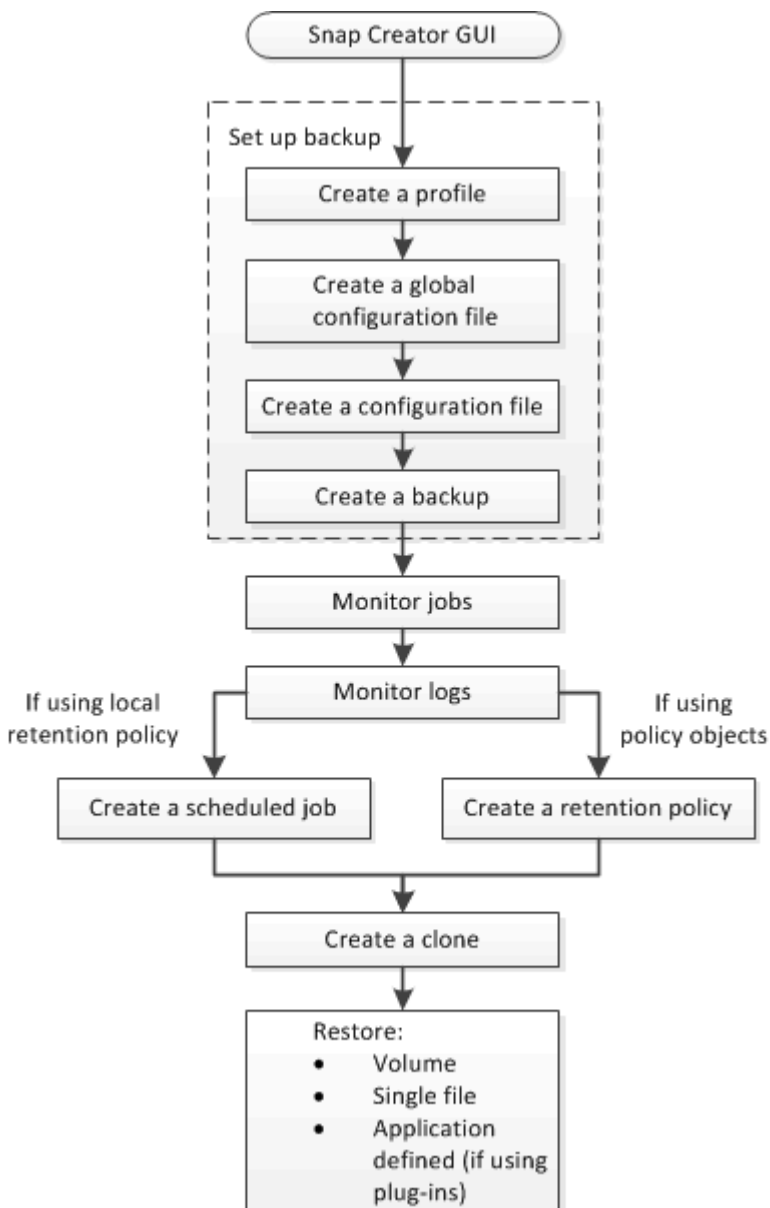 Snap Creator GUI
Set up backup
Create a profile
Create a global
configuration file
Create a configuration file
Create a backup
Monitor jobs
Monitor logs
If using local
retention policy
If using
policy objects
Create a scheduled job
Create a retention policy
Create a clone
Restore:
• Volume
• Single file
• Application
defined (if using
plug-ins)